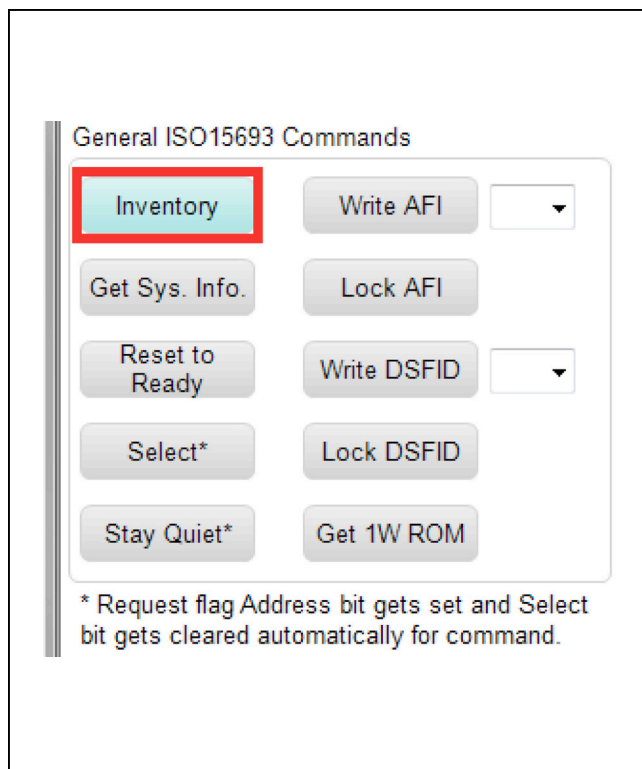 General ISO15693 Commands
Inventory
Write AFI
Get Sys. Info.
Lock AFI
Reset to
Ready
Write DSFID
Select*
Lock DSFID
Stay Quiet*
Get 1W ROM
* Request flag Address bit gets set and Select
bit gets cleared automatically for command.